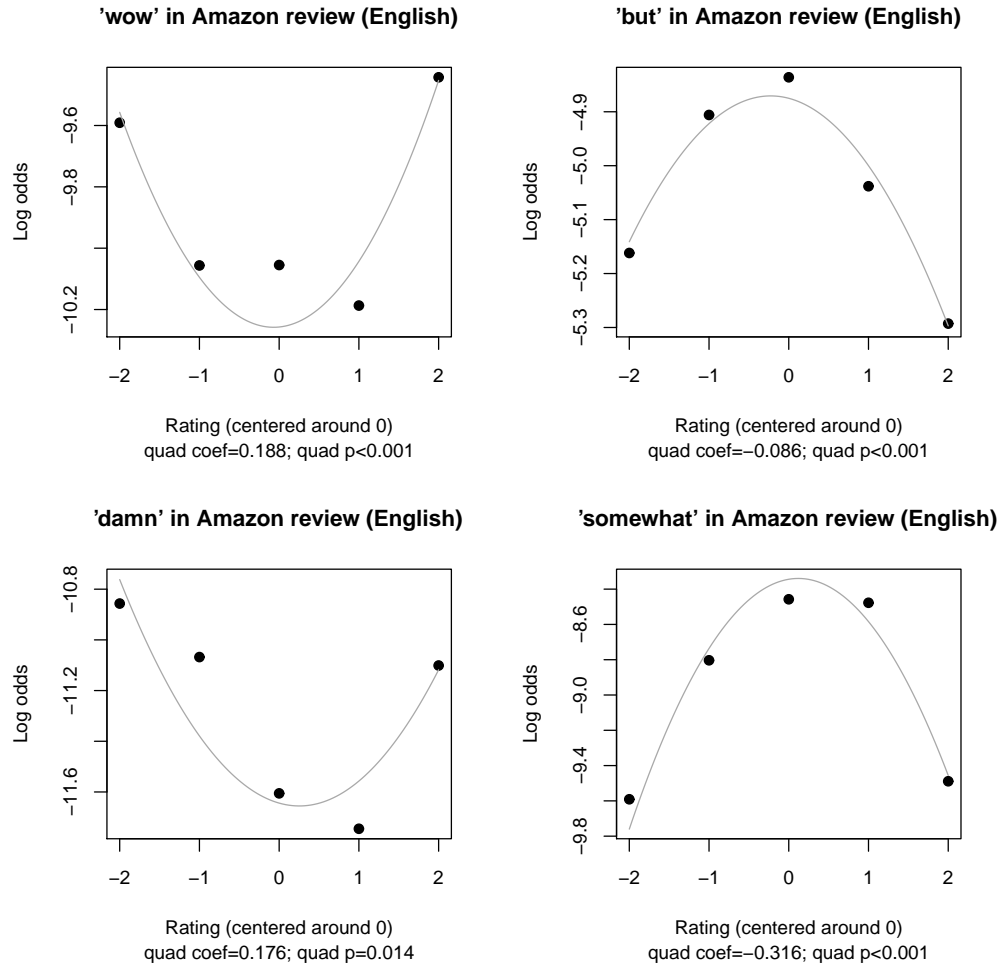 ’wow’ in Amazon review (English)
Log odds
−9.6
−9.8
−10.2
−2 −1 0 1 2
Rating (centered around 0)
quad coef=0.188; quad p<0.001
’but’ in Amazon review (English)
Log odds
−4.9
−5.0
−5.1
−5.2
−5.3
−2 −1 0 1 2
Rating (centered around 0)
quad coef=−0.086; quad p<0.001
’damn’ in Amazon review (English)
Log odds
−10.8
−11.2
−11.6
−2 −1 0 1 2
Rating (centered around 0)
quad coef=0.176; quad p=0.014
’somewhat’ in Amazon review (English)
Log odds
−8.6
−9.0
−9.4
−9.8
−2 −1 0 1 2
Rating (centered around 0)
quad coef=−0.316; quad p<0.001